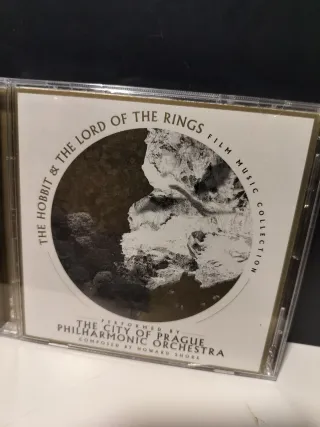 THE HOBBIT & THE LORD OF THE RINGS FILM MUSIC COLLECTION
PERFORMED BY
THE CITY OF PRAGUE
PHILHARMONIC ORCHESTRA
COMPOSED BY HOWARD SHORE